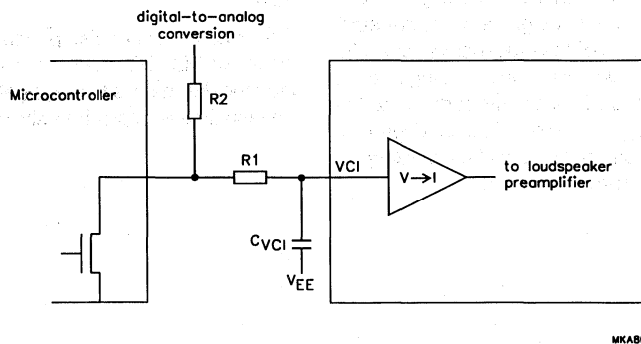 digital-to-analog
conversion
Microcontroller
R2
R1
VCI
V→I
to loudspeaker
preamplifier
CVCI
VEE